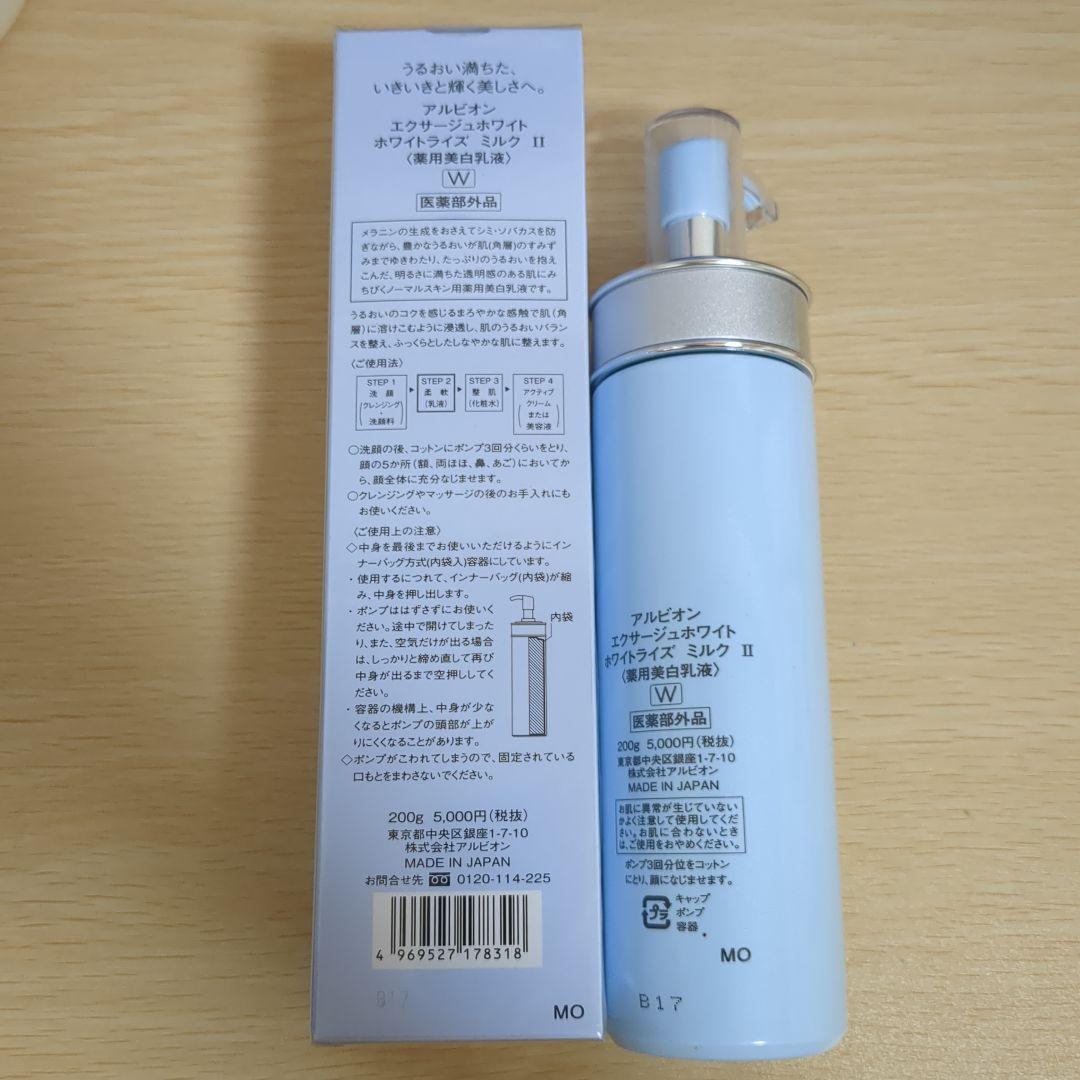 うるおい満ちた、
いきいきと輝く美しさへ。
アルビオン
エクサージュホワイト
ホワイトライズ ミルク II
〈薬用美白乳液〉
W
医薬部外品
メラニンの生成をおさえてシミ・ソバカスを防
ぎながら、豊かなうるおいが肌(角層)のすみず
みまでゆきわたり、たっぷりのうるおいを抱え
こんだ、明るさに満ちた透明感のある肌にみ
ちびくノーマルスキン用薬用美白乳液です。
うるおいのコクを感じるまろやかな感触で肌(角
層)に溶けこむように浸透し、肌のうるおいバラン
スを整え、ふっくらとしたしなやかな肌に整えます。
〈ご使用法〉
STEP 1
洗 顔
(クレンジング・洗顔料)
STEP 2
柔 軟
(乳液)
STEP 3
整 肌
(化粧水)
STEP 4
アクティブ
クリーム
または
美容液
○洗顔の後、コットンにポンプ3回分くらいをとり、
顔の5か所(額、両ほほ、鼻、あご)においてか
ら、顔全体に充分なじませます。
○クレンジングやマッサージの後のお手入れにも
お使いください。
〈ご使用上の注意〉
◇中身を最後までお使いいただけるようにイン
ナーバッグ方式(内袋入)容器にしています。
・使用するにつれて、インナーバッグ(内袋)が縮
み、中身を押し出します。
・ポンプははずさずにお使いく
ださい。途中で開けてしまった
り、また、空気だけが出る場合
は、しっかりと締め直して再び
中身が出るまで空押ししてく
ださい。
内袋
・容器の機構上、中身が少な
くなるとポンプの頭部が上が
りにくくなることがあります。
◇ポンプがこわれてしまうので、固定されている
口もとをまわさないでください。
200g 5,000円(税抜)
東京都中央区銀座1-7-10
株式会社アルビオン
MADE IN JAPAN
お問合せ先 0120-114-225
4 969527 178318
B17
MO
アルビオン
エクサージュホワイト
ホワイトライズ ミルク II
〈薬用美白乳液〉
W
医薬部外品
200g 5,000円(税抜)
東京都中央区銀座1-7-10
株式会社アルビオン
MADE IN JAPAN
お肌に異常が生じていない
かよく注意して使用してくだ
さい。お肌に合わないとき
は、ご使用をおやめください。
ポンプ3回分位をコットン
にとり、顔になじませます。
プラ
キャップ
ポンプ
容器
MO
B17